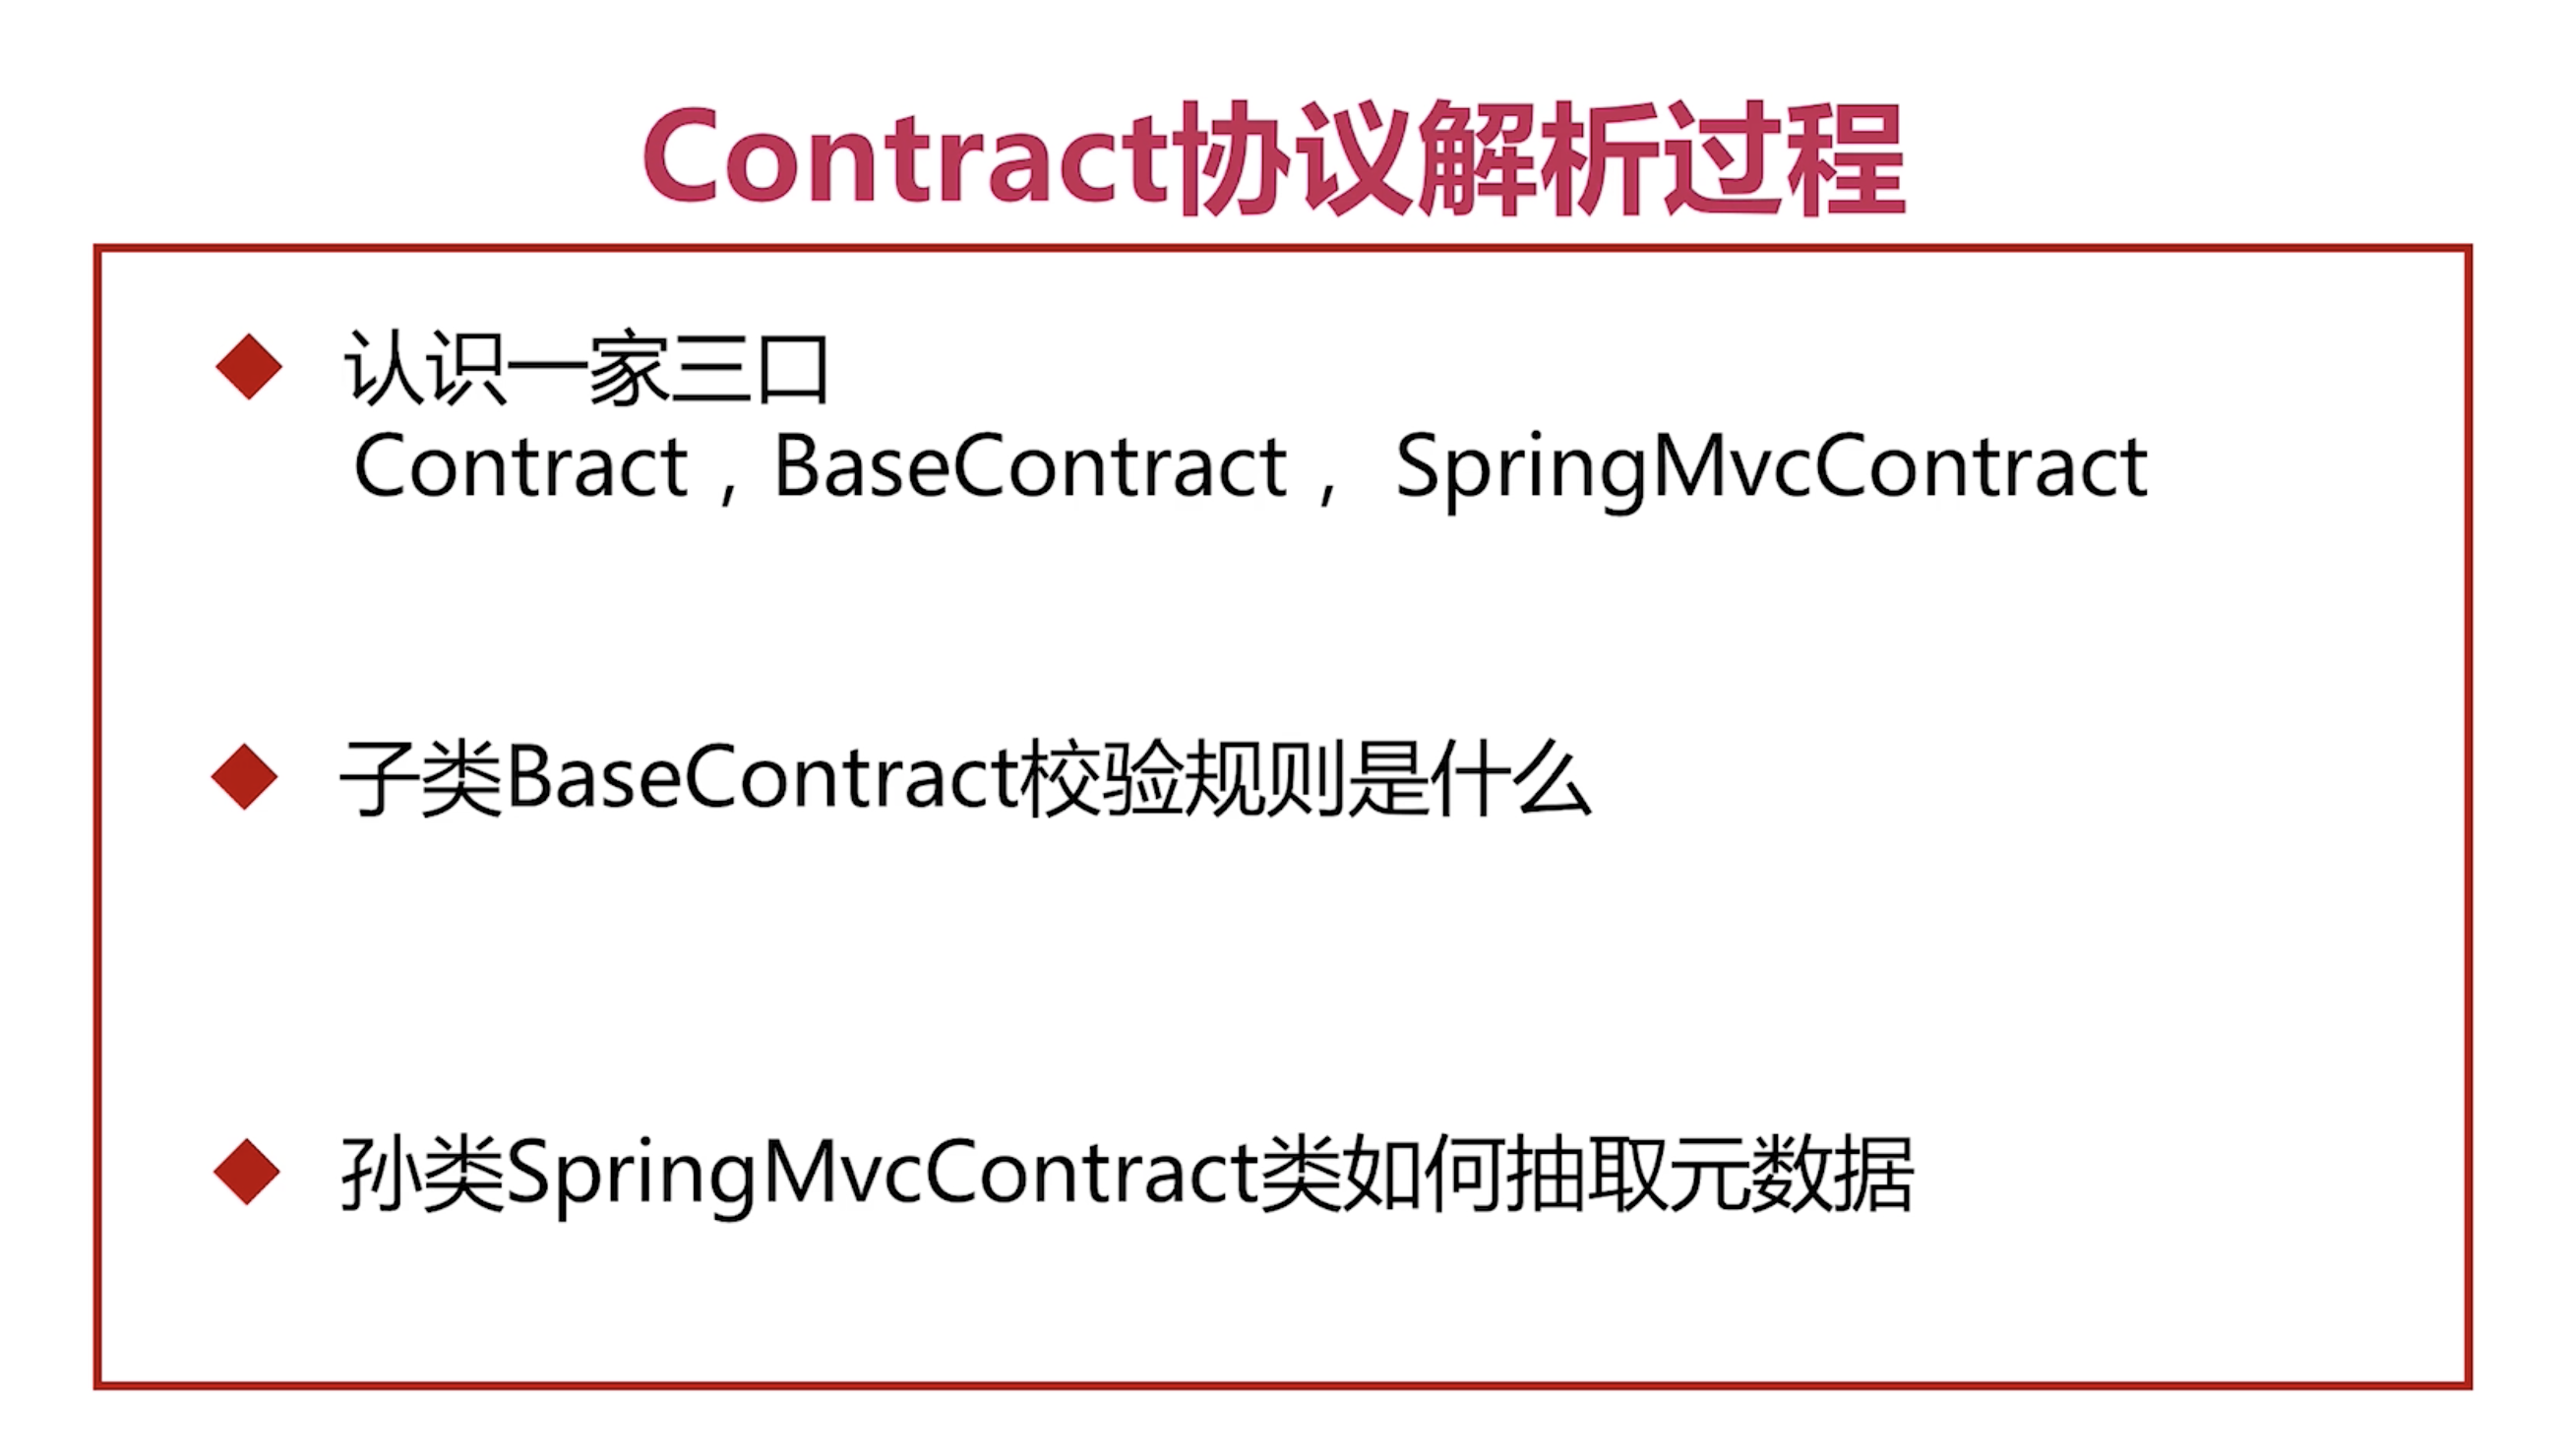 Contract协议解析过程
认识一家三口
Contract，BaseContract， SpringMvcContract
子类BaseContract校验规则是什么
孙类SpringMvcContract类如何抽取元数据